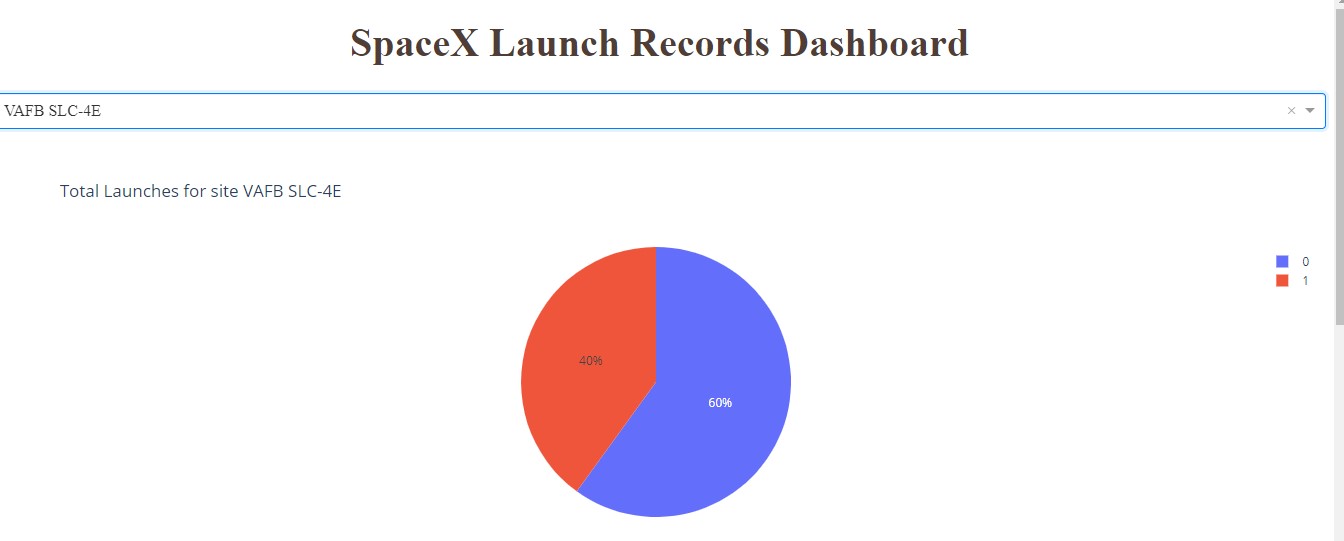 SpaceX Launch Records Dashboard
VAFB SLC-4E
×
Total Launches for site VAFB SLC-4E
0
1
40%
60%